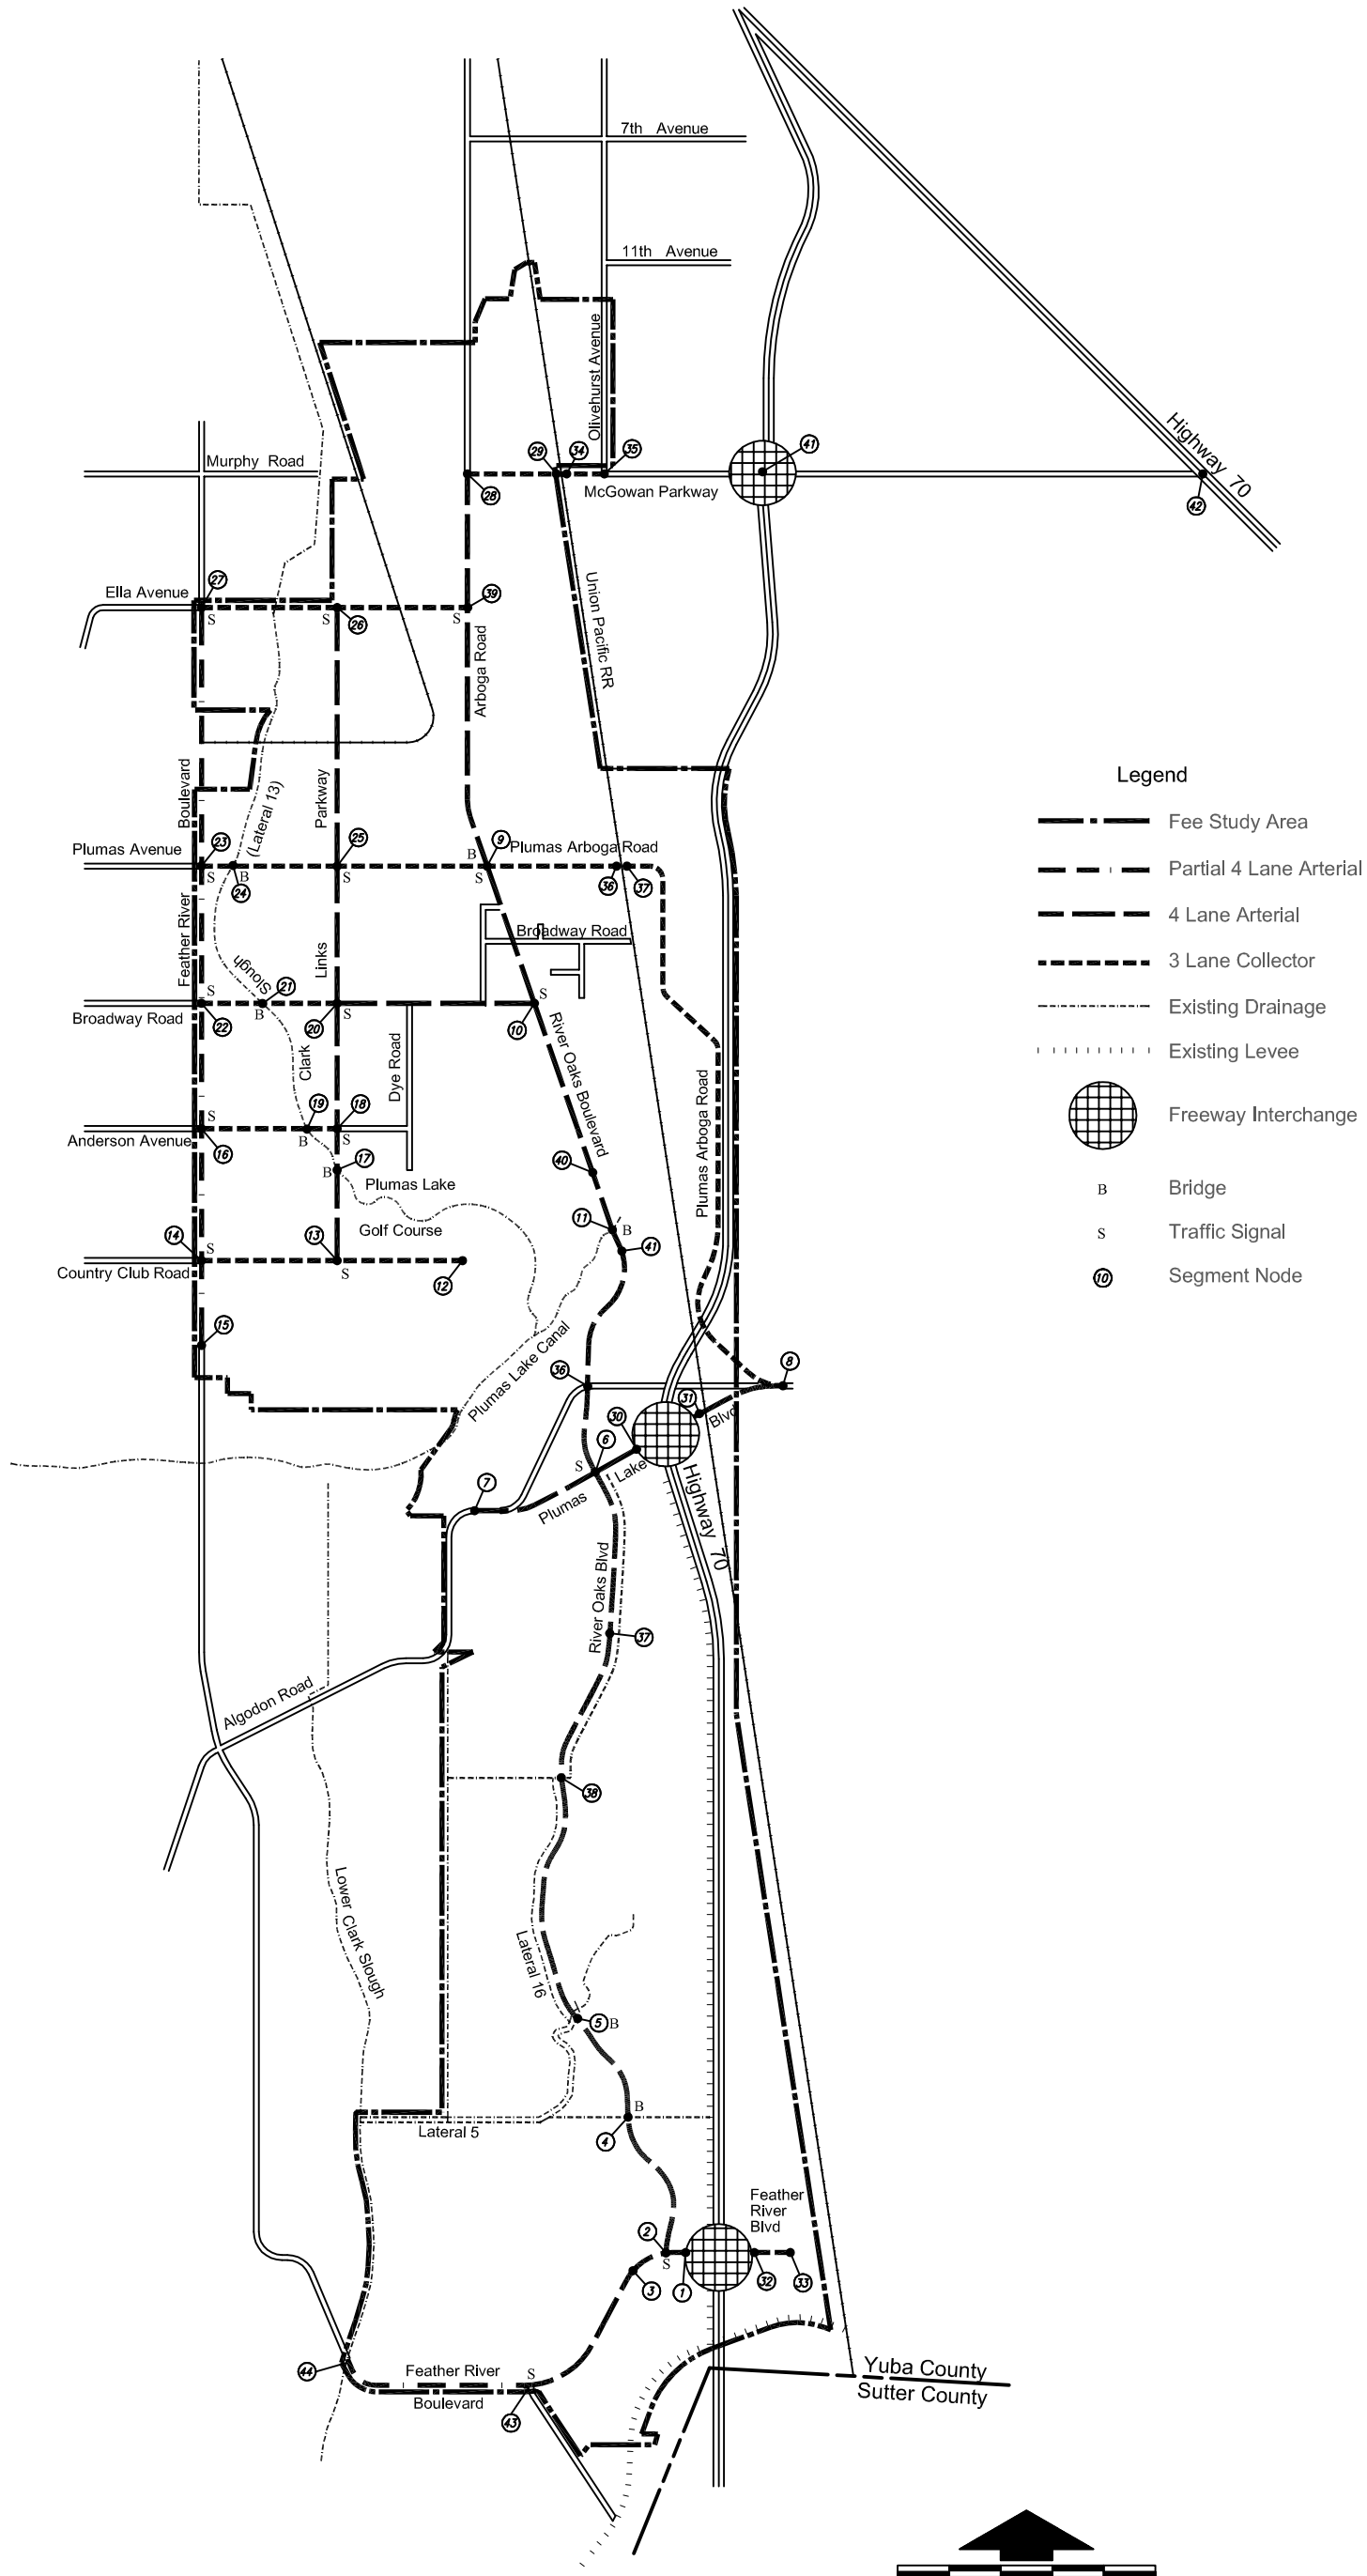 7th Avenue
11th Avenue
Olivehurst Avenue
Highway 70
Murphy Road
29
34
35
41
28
McGowan Parkway
42
27
Ella Avenue
39
S
S
26
S
Union Pacific RR
Arboga Road
Legend
Fee Study Area
Partial 4 Lane Arterial
4 Lane Arterial
3 Lane Collector
Existing Drainage
Existing Levee
Freeway Interchange
B
Bridge
S
Traffic Signal
10
Segment Node
Boulevard
Parkway
(Lateral 13)
Plumas Avenue
23
25
9
B
Plumas Arboga Road
S
B
S
S
24
36
37
Feather River
Links
Slough
Broadway Road
S
21
S
B
S
Broadway Road
22
20
10
Clark
Dye Road
River Oaks Boulevard
Plumas Arboga Road
S
19
18
Anderson Avenue
16
B
S
17
40
B
Plumas Lake
14
S
Golf Course
11
B
13
41
Country Club Road
S
12
15
Plumas Lake Canal
36
8
31
Blvd
30
6
S
Lake
Plumas
7
Highway 70
River Oaks Blvd
37
Algodon Road
38
Lower Clark Slough
Lateral 16
5
B
B
Lateral 5
4
Feather
River
Blvd
2
S
3
1
32
33
44
Feather River
S
Boulevard
43
Yuba County
Sutter County